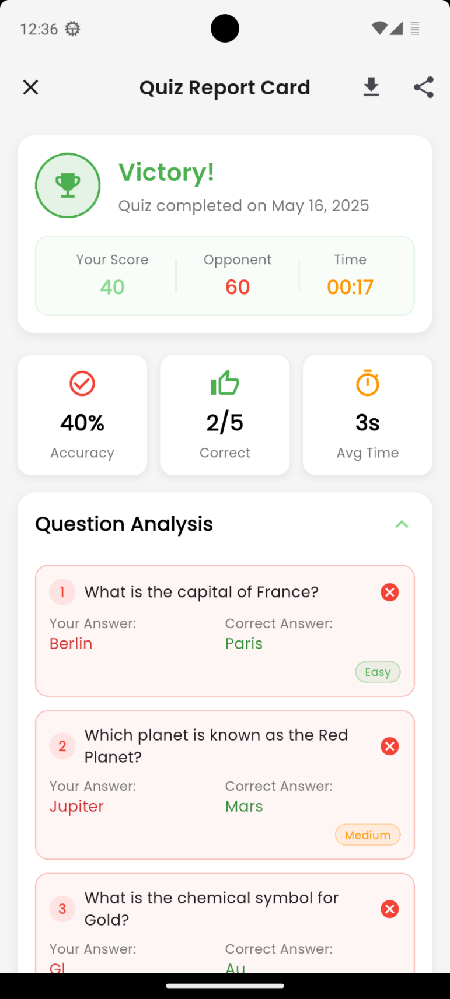 12:36
Quiz Report Card
Victory!
Quiz completed on May 16, 2025
Your Score
Opponent
Time
40
60
00:17
40%
2/5
3s
Accuracy
Correct
Avg Time
Question Analysis
1
What is the capital of France?
Your Answer:
Correct Answer:
Berlin
Paris
Easy
2
Which planet is known as the Red
Planet?
Your Answer:
Correct Answer:
Jupiter
Mars
Medium
3
What is the chemical symbol for
Gold?
Your Answer:
Correct Answer:
Gl
Au